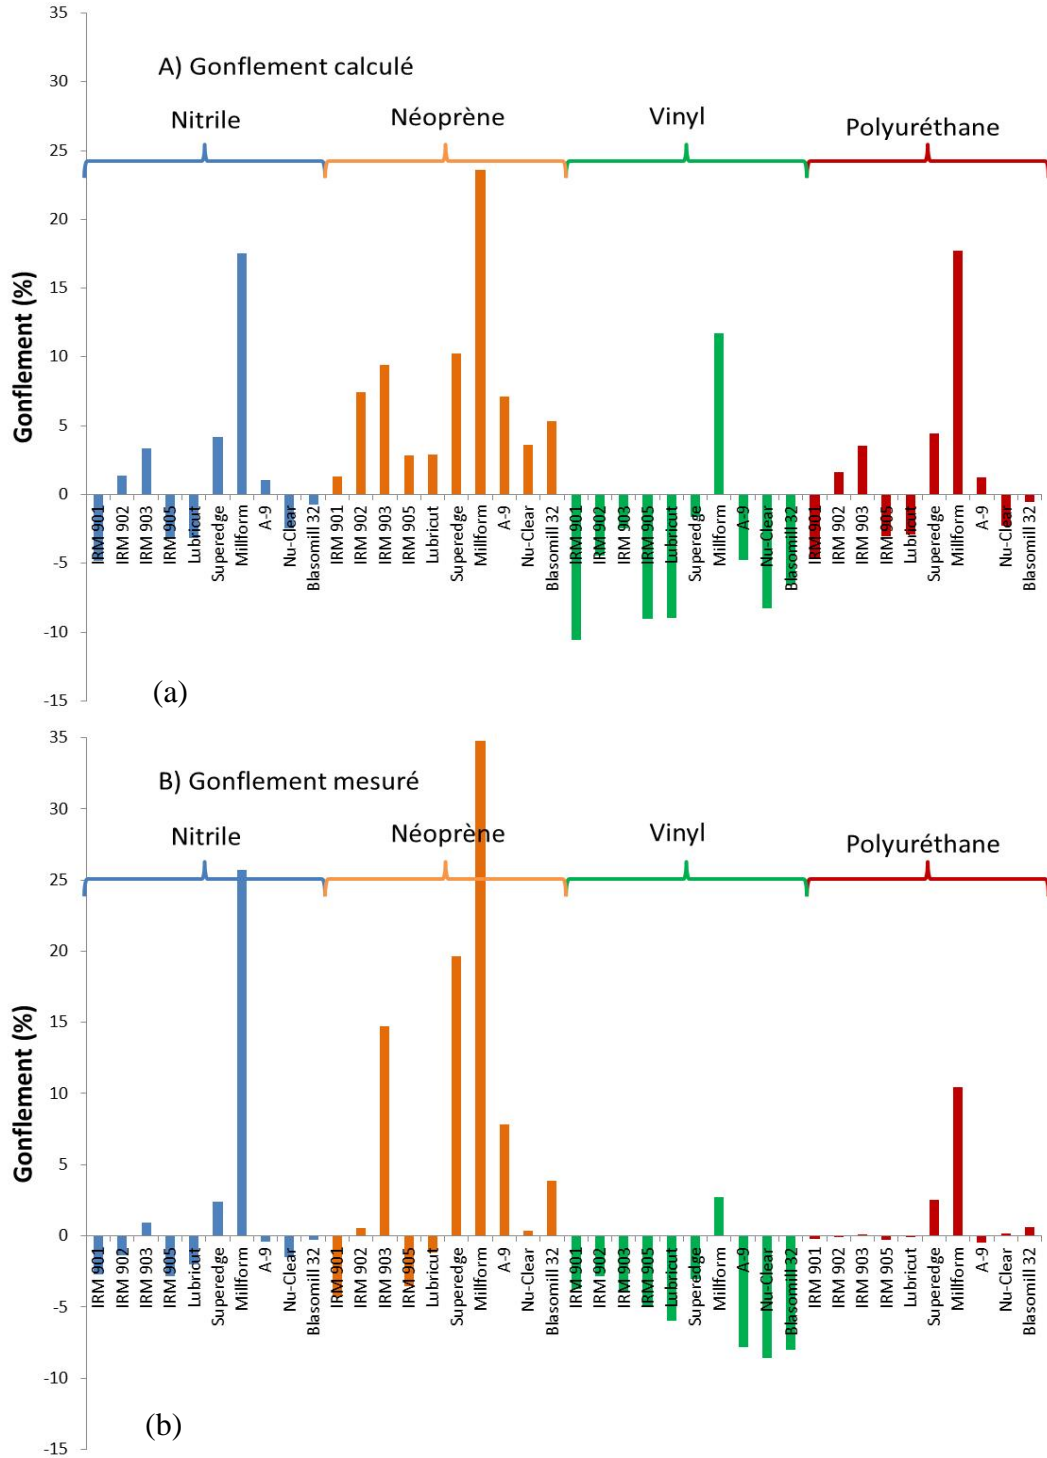 35
A) Gonflement calculé
30
Nitrile
Néoprène
Vinyl
Polyuréthane
25
20
15
10
5
0
-5
-10
-15
Gonflement (%)
IRM 901
IRM 902
IRM 903
IRM 905
Lubricut
Superedge
Millform
A-9
Nu-Clear
Blasomill 32
IRM 901
IRM 902
IRM 903
IRM 905
Lubricut
Superedge
Millform
A-9
Nu-Clear
Blasomill 32
IRM 901
IRM 902
IRM 903
IRM 905
Lubricut
Superedge
Millform
A-9
Nu-Clear
Blasomill 32
IRM 901
IRM 902
IRM 903
IRM 905
Lubricut
Superedge
Millform
A-9
Nu-Clear
Blasomill 32
(a)
35
B) Gonflement mesuré
30
Nitrile
Néoprène
Vinyl
Polyuréthane
25
20
15
10
5
0
-5
-10
-15
Gonflement (%)
IRM 901
IRM 902
IRM 903
IRM 905
Lubricut
Superedge
Millform
A-9
Nu-Clear
Blasomill 32
IRM 901
IRM 902
IRM 903
IRM 905
Lubricut
Superedge
Millform
A-9
Nu-Clear
Blasomill 32
IRM 901
IRM 902
IRM 903
IRM 905
Lubricut
Superedge
Millform
A-9
Nu-Clear
Blasomill 32
IRM 901
IRM 902
IRM 903
IRM 905
Lubricut
Superedge
Millform
A-9
Nu-Clear
Blasomill 32
(b)